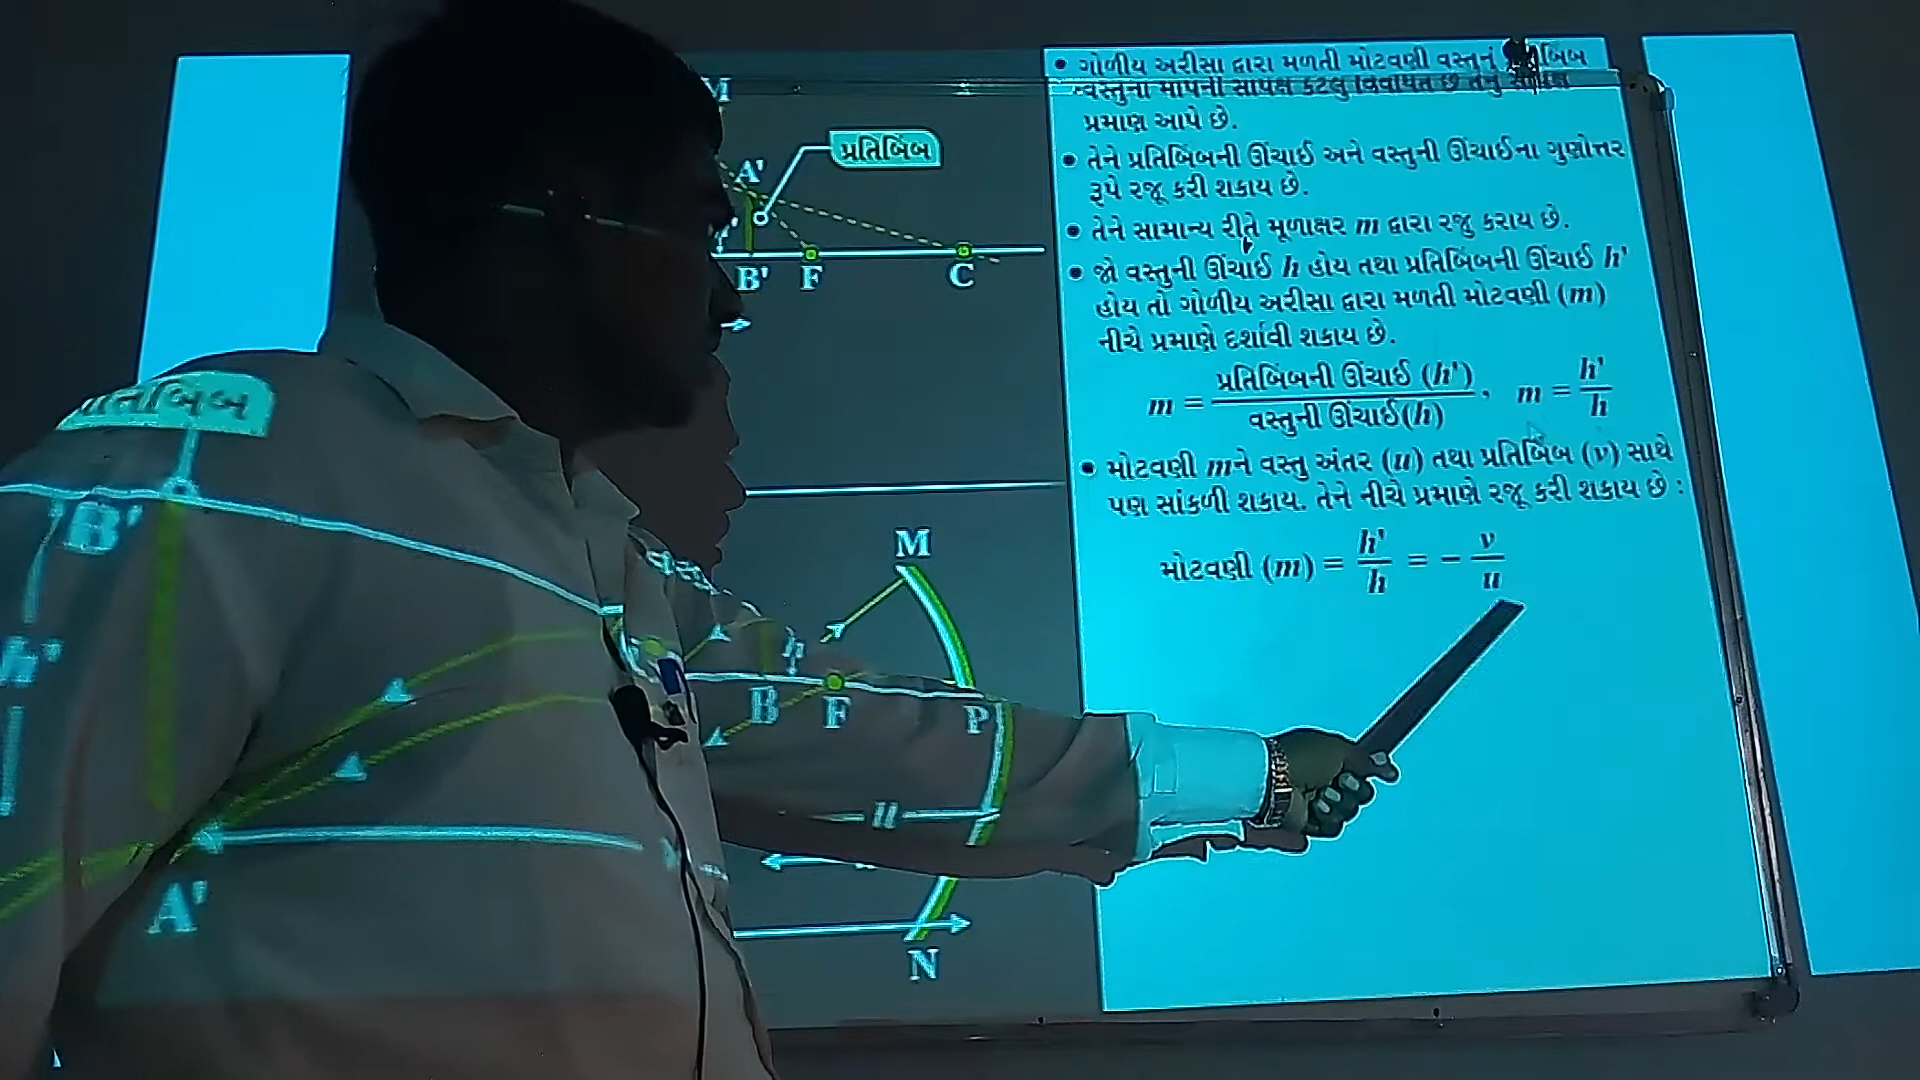 ગોળીય અરીસા દ્વારા મળતી મોટવણી વસ્તુનું
પ્રમાણ આપે છે.
તેને પ્રતિબિંબની ઊંચાઈ અને વસ્તુની ઊંચાઈના ગુણોત્તર
રૂપે રજૂ કરી શકાય છે.
તેને સામાન્ય રીતે મૂળાક્ષર m દ્વારા રજુ કરાય છે.
જો વસ્તુની ઊંચાઈ h હોય તથા પ્રતિબિંબની ઊંચાઈ h'
હોય તો ગોળીય અરીસા દ્વારા મળતી મોટવણી (m)
નીચે પ્રમાણે દર્શાવી શકાય છે.
m = પ્રતિબિંબની ઊંચાઈ (h') / વસ્તુની ઊંચાઈ(h), m = h'/h
મોટવણી mને વસ્તુ અંતર (u) તથા પ્રતિબિંબ (v) સાથે
પણ સાંકળી શકાય. તેને નીચે પ્રમાણે રજૂ કરી શકાય છે :
મોટવણી (m) = h'/h = - v/u
M
પ્રતિબિંબ
A'
B' F C
B'
h'
A'
M
h
B F P
u
N